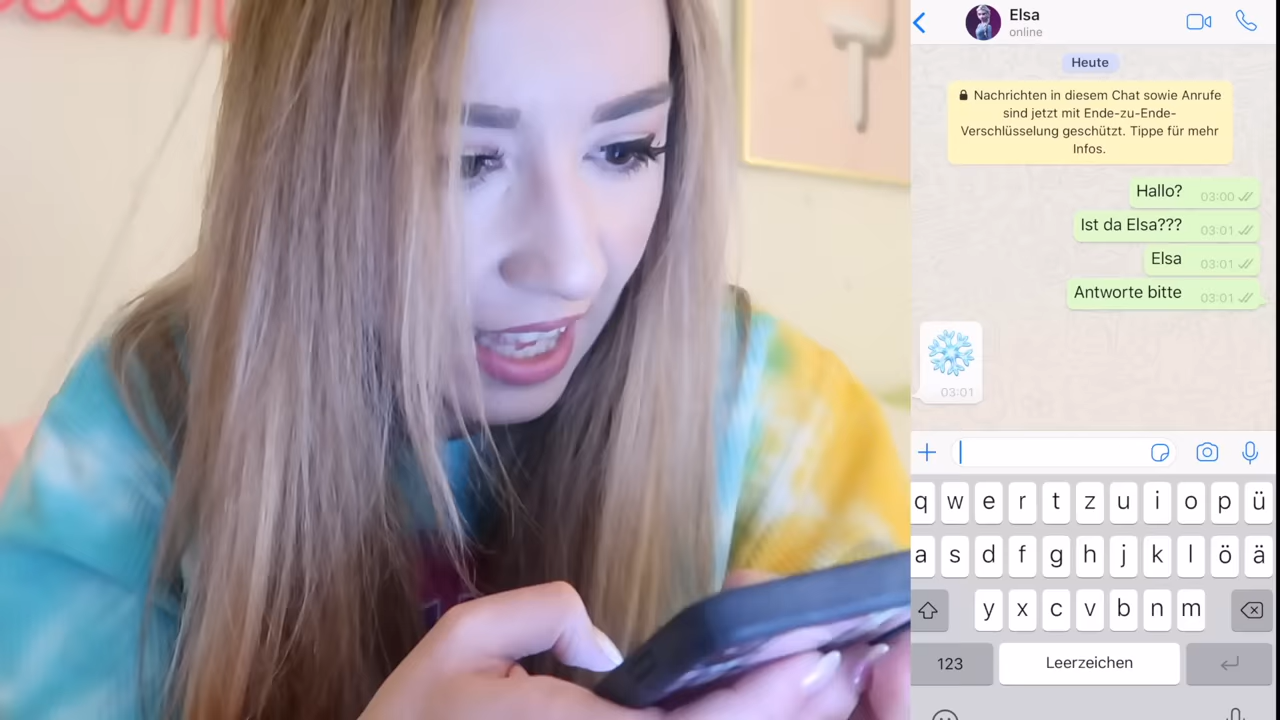 Elsa
online
Heute
Nachrichten in diesem Chat sowie Anrufe
sind jetzt mit Ende-zu-Ende-
Verschlüsselung geschützt. Tippe für mehr
Infos.
Hallo? 03:00
Ist da Elsa??? 03:01
Elsa 03:01
Antworte bitte 03:01
03:01
q w e r t z u i o p ü
a s d f g h j k l ö ä
y x c v b n m
123 Leerzeichen